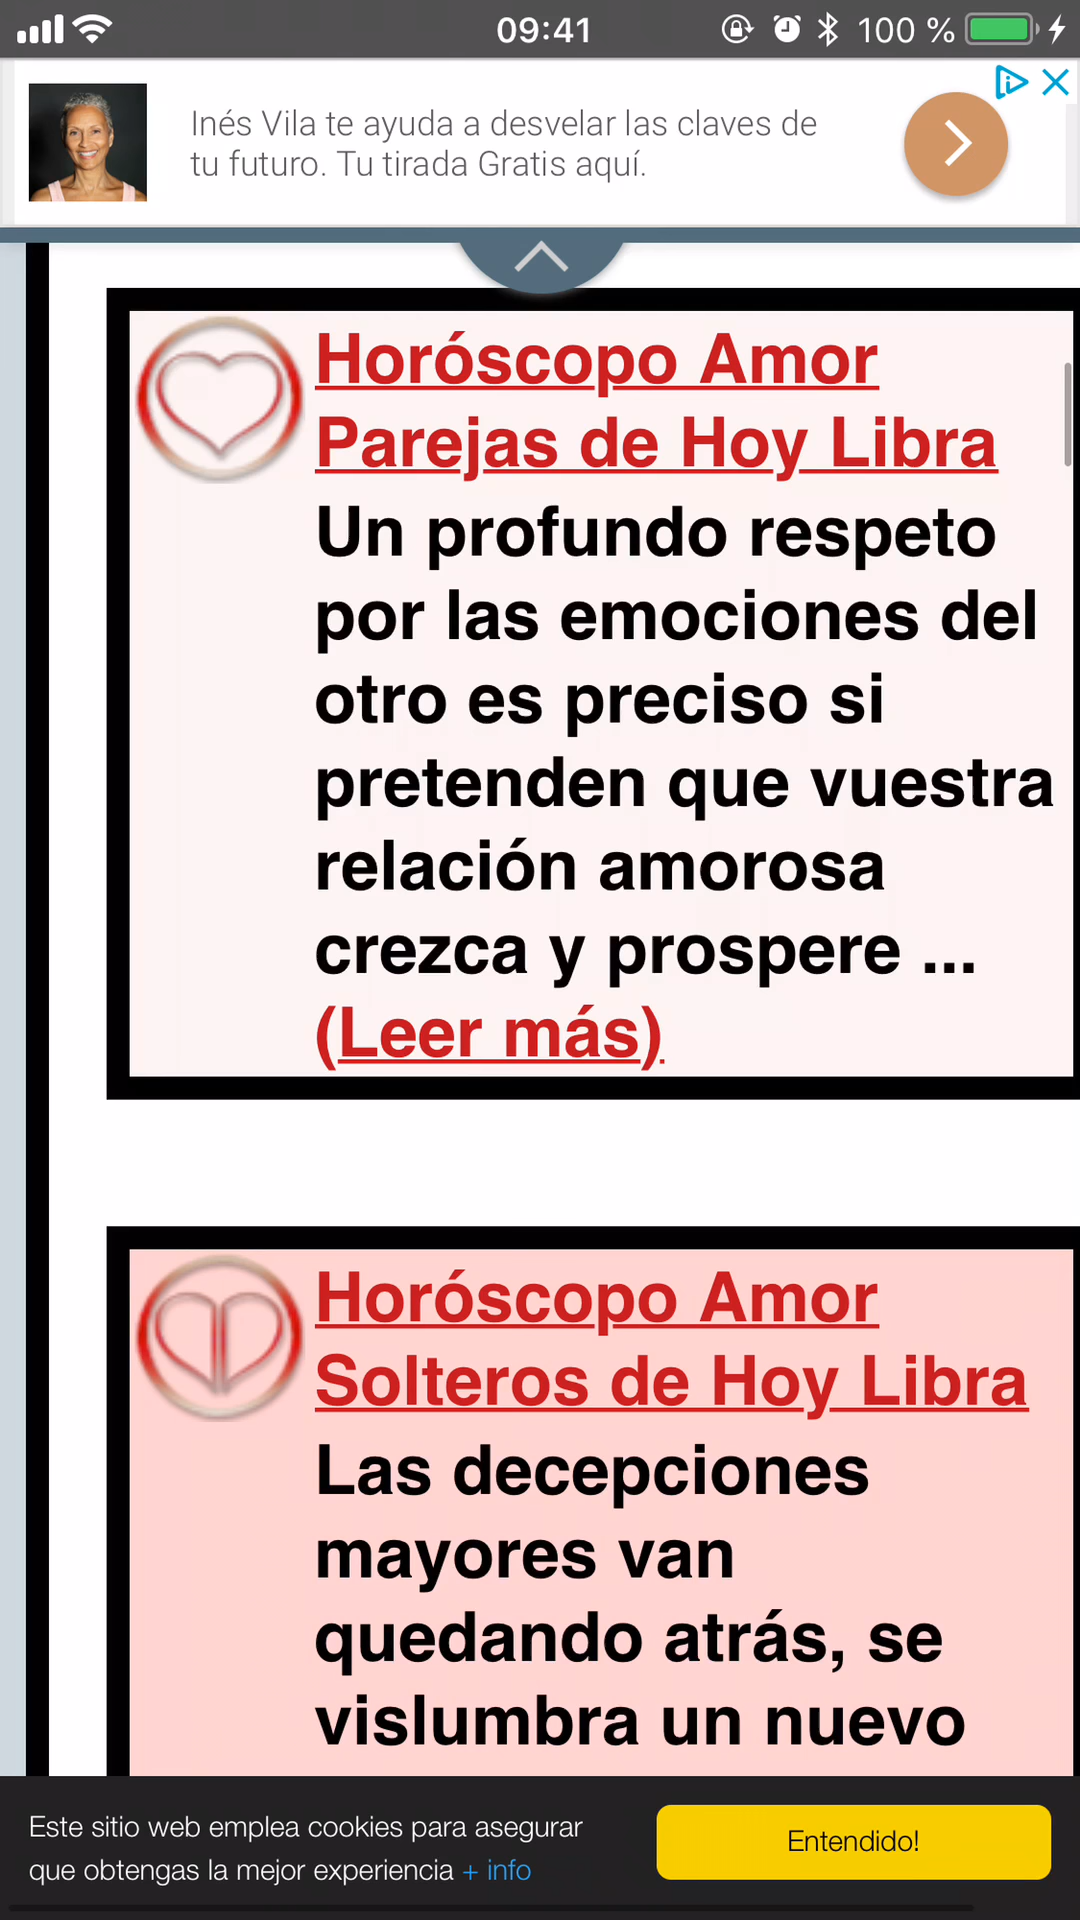 09:41
100 %
Inés Vila te ayuda a desvelar las claves de
tu futuro. Tu tirada Gratis aquí.
Horóscopo Amor
Parejas de Hoy Libra
Un profundo respeto
por las emociones del
otro es preciso si
pretenden que vuestra
relación amorosa
crezca y prospere ...
(Leer más).
Horóscopo Amor
Solteros de Hoy Libra
Las decepciones
mayores van
quedando atrás, se
vislumbra un nuevo
Este sitio web emplea cookies para asegurar
que obtengas la mejor experiencia + info
Entendido!